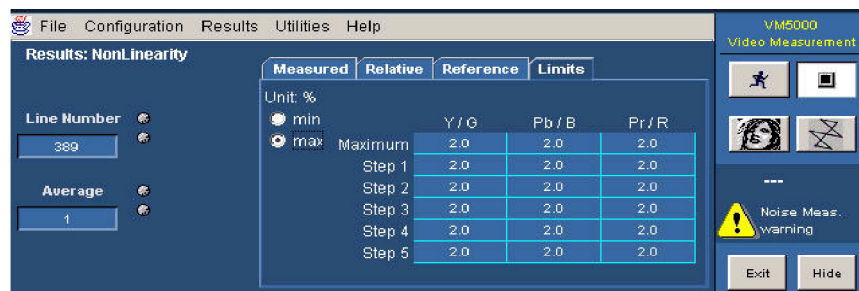 File Configuration Results Utilities Help
VM5000
Video Measurement
Results: NonLinearity
Measured Relative Reference Limits
Unit: %
min
max
Y / G Pb / B Pr / R
Maximum 2.0 2.0 2.0
Step 1 2.0 2.0 2.0
Step 2 2.0 2.0 2.0
Step 3 2.0 2.0 2.0
Step 4 2.0 2.0 2.0
Step 5 2.0 2.0 2.0
Line Number
389
Average
1
---
Noise Meas.
warning
Exit Hide